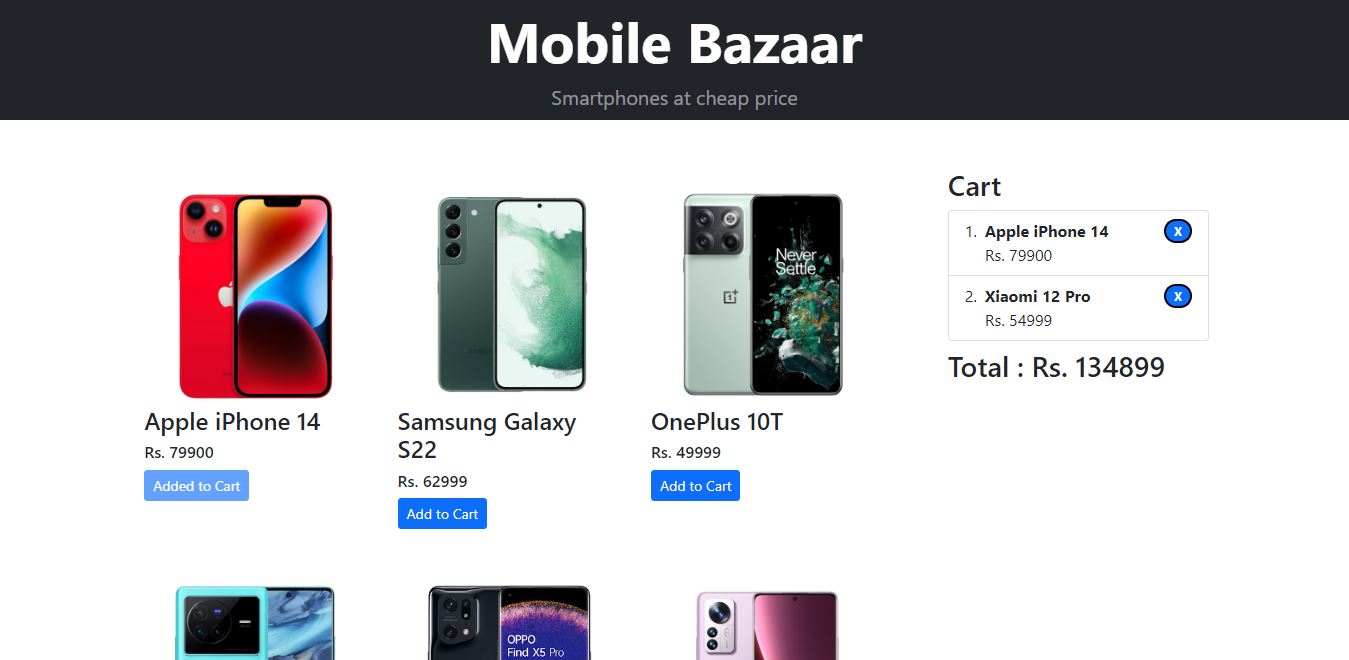 Mobile Bazaar
Smartphones at cheap price
Never
Settle
Apple iPhone 14
Rs. 79900
Added to Cart
Samsung Galaxy
S22
Rs. 62999
Add to Cart
OnePlus 10T
Rs. 49999
Add to Cart
OPPO
Find X5 Pro
Cart
1. Apple iPhone 14 X
Rs. 79900
2. Xiaomi 12 Pro X
Rs. 54999
Total : Rs. 134899